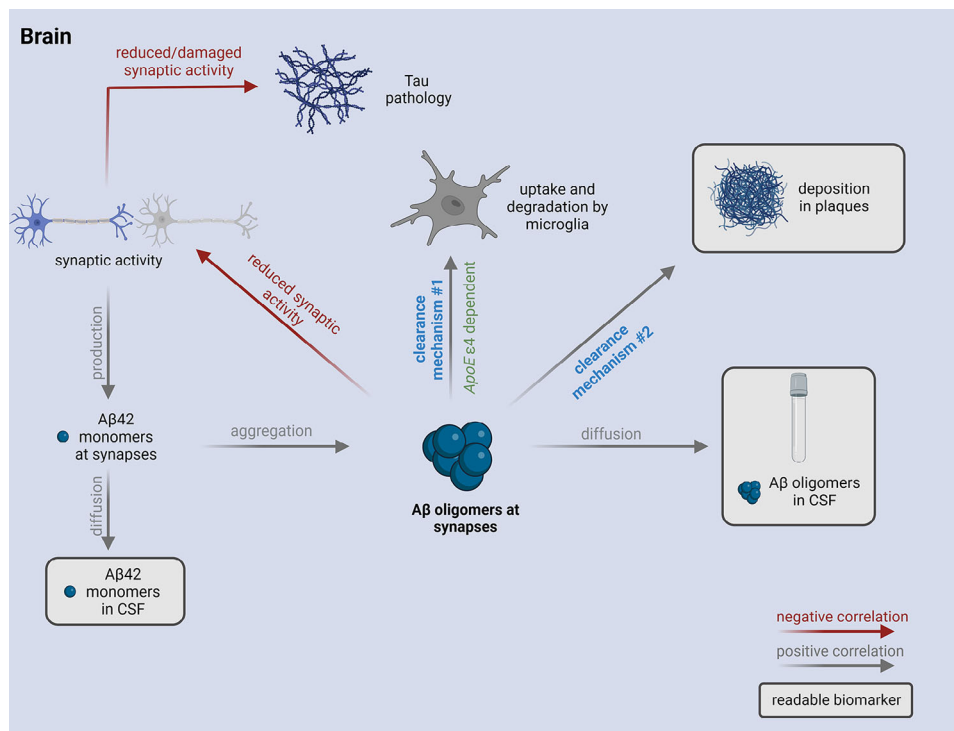 Brain
reduced/damaged
synaptic activity
Tau
pathology
uptake and
degradation by
microglia
deposition
in plaques
synaptic activity
reduced synaptic
activity
clearance
mechanism #1
ApoE ε4 dependent
clearance
mechanism #2
production
Aβ42
monomers
at synapses
aggregation
diffusion
Aβ oligomers at
synapses
Aβ oligomers
in CSF
diffusion
Aβ42
monomers
in CSF
negative correlation
positive correlation
readable biomarker